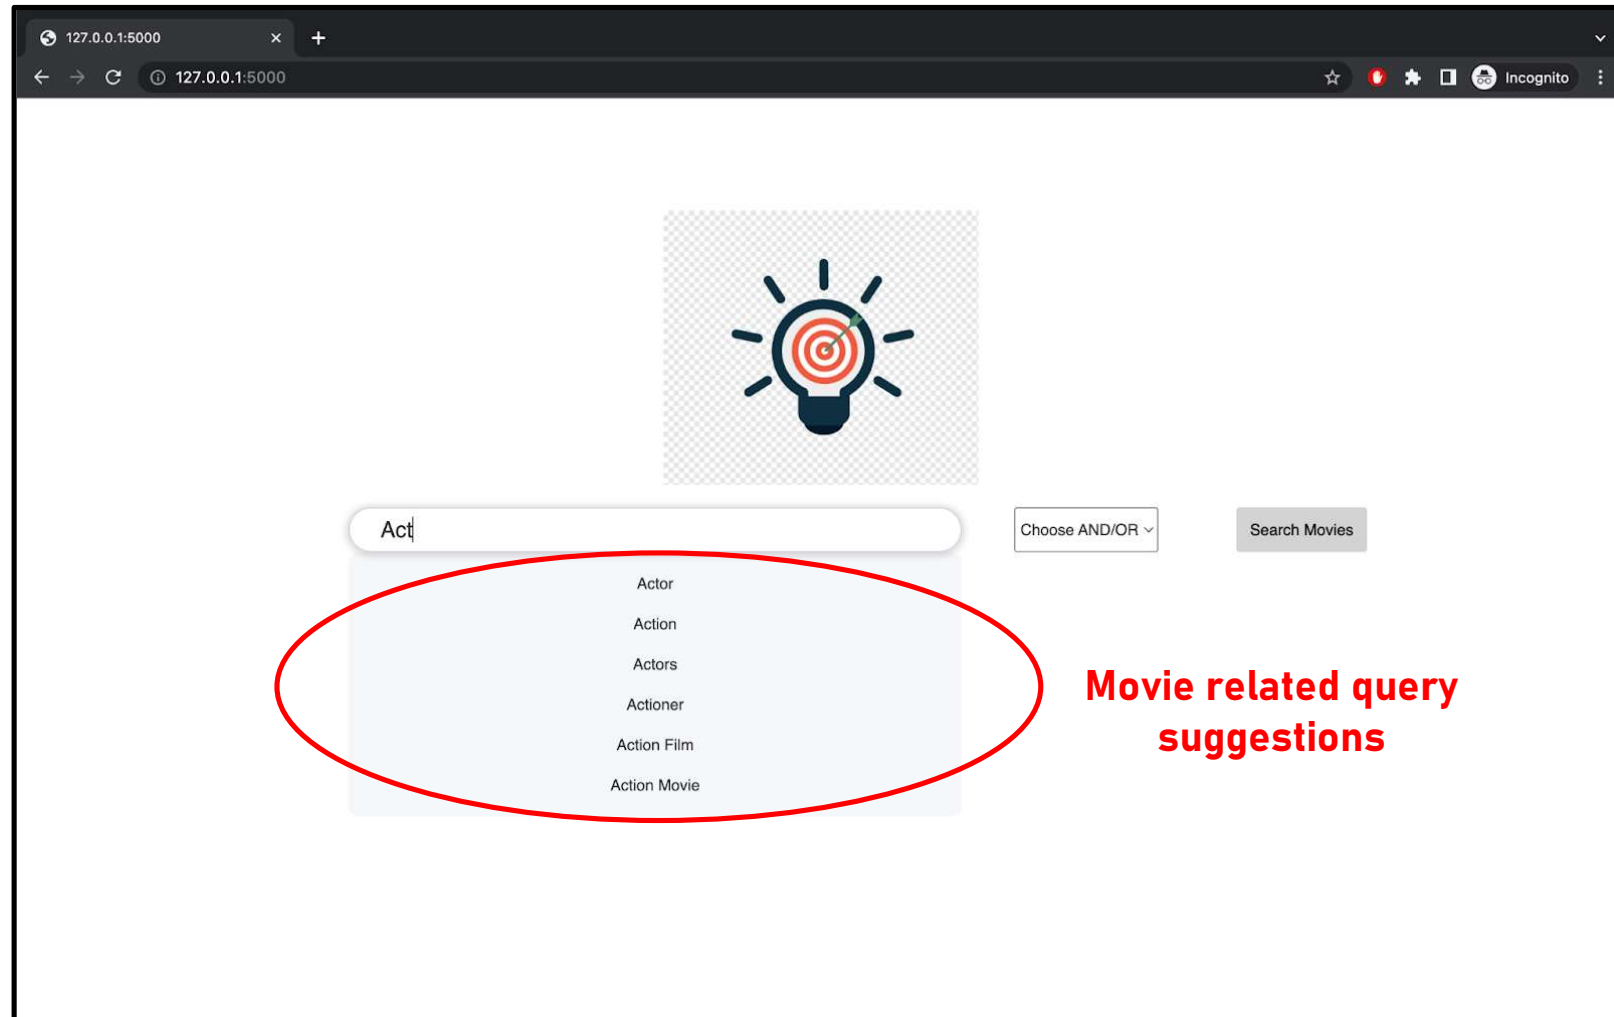 127.0.0.1:5000
127.0.0.1:5000
Incognito
Act
Choose AND/OR
Search Movies
Actor
Action
Actors
Actioner
Action Film
Action Movie
Movie related query
suggestions